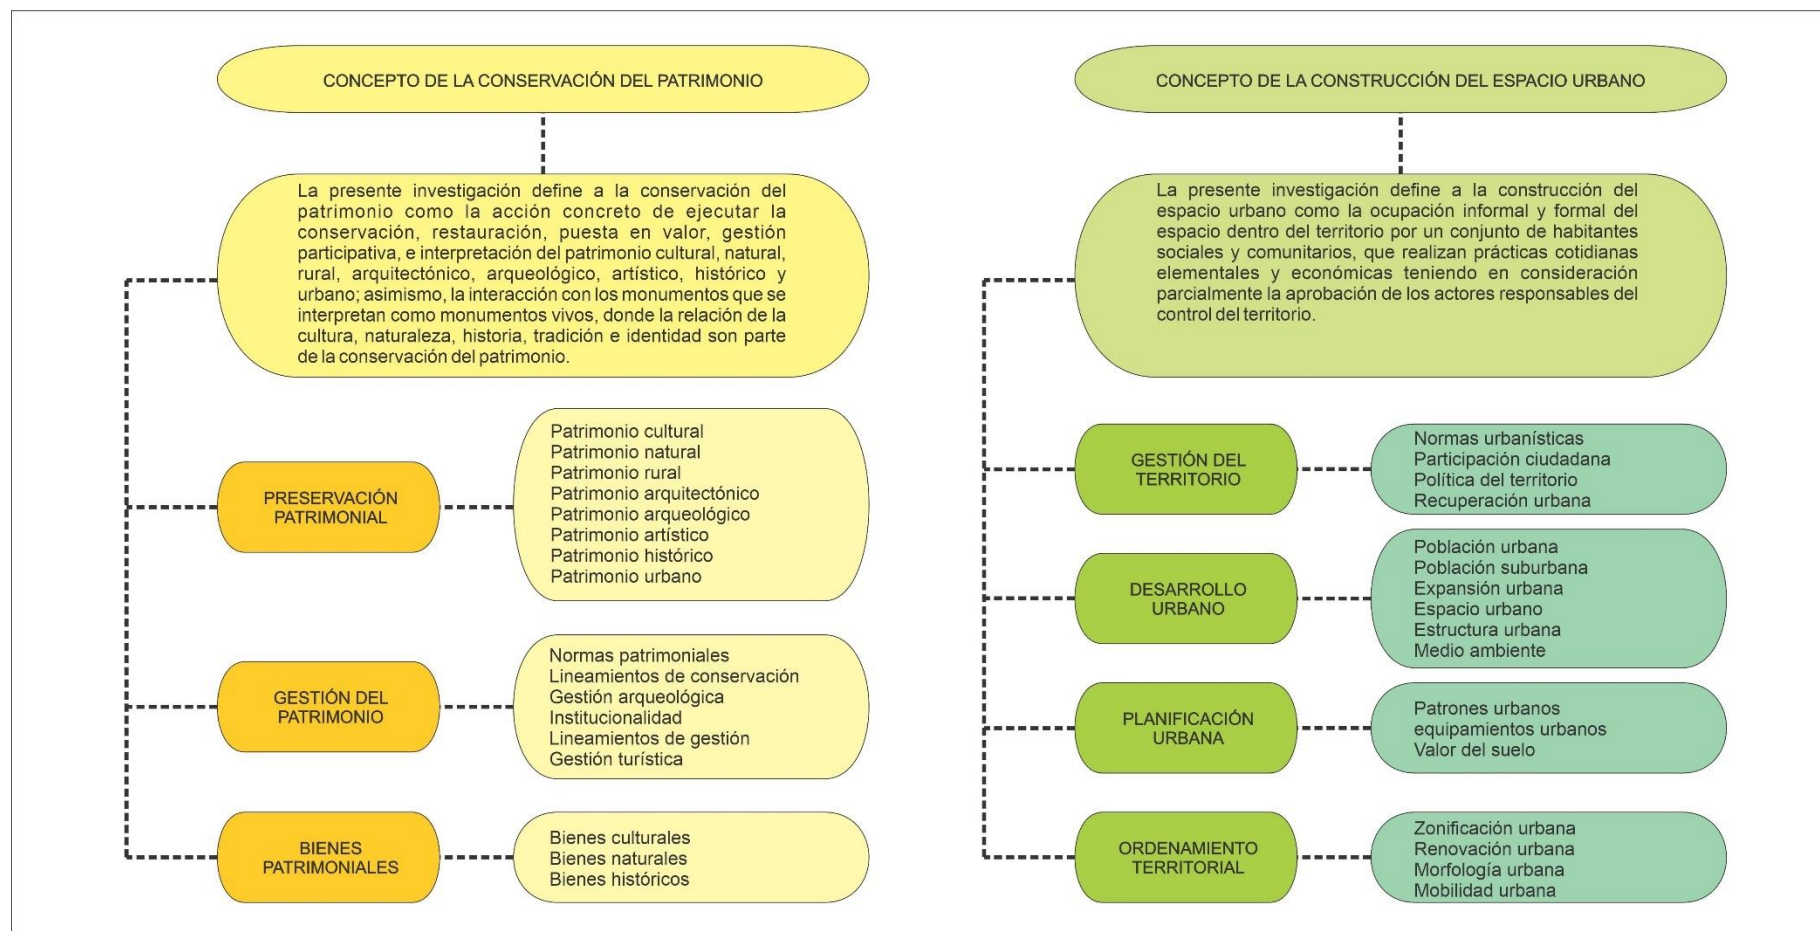 CONCEPTO DE LA CONSERVACIÓN DEL PATRIMONIO
La presente investigación define a la conservación del
patrimonio como la acción concreto de ejecutar la
conservación, restauración, puesta en valor, gestión
participativa, e interpretación del patrimonio cultural, natural,
rural, arquitectónico, arqueológico, artístico, histórico y
urbano; asimismo, la interacción con los monumentos que se
interpretan como monumentos vivos, donde la relación de la
cultura, naturaleza, historia, tradición e identidad son parte
de la conservación del patrimonio.
PRESERVACIÓN
PATRIMONIAL
Patrimonio cultural
Patrimonio natural
Patrimonio rural
Patrimonio arquitectónico
Patrimonio arqueológico
Patrimonio artístico
Patrimonio histórico
Patrimonio urbano
GESTIÓN DEL
PATRIMONIO
Normas patrimoniales
Lineamientos de conservación
Gestión arqueológica
Institucionalidad
Lineamientos de gestión
Gestión turística
BIENES
PATRIMONIALES
Bienes culturales
Bienes naturales
Bienes históricos
CONCEPTO DE LA CONSTRUCCIÓN DEL ESPACIO URBANO
La presente investigación define a la construcción del
espacio urbano como la ocupación informal y formal del
espacio dentro del territorio por un conjunto de habitantes
sociales y comunitarios, que realizan prácticas cotidianas
elementales y económicas teniendo en consideración
parcialmente la aprobación de los actores responsables del
control del territorio.
GESTIÓN DEL
TERRITORIO
Normas urbanísticas
Participación ciudadana
Política del territorio
Recuperación urbana
DESARROLLO
URBANO
Población urbana
Población suburbana
Expansión urbana
Espacio urbano
Estructura urbana
Medio ambiente
PLANIFICACIÓN
URBANA
Patrones urbanos
equipamientos urbanos
Valor del suelo
ORDENAMIENTO
TERRITORIAL
Zonificación urbana
Renovación urbana
Morfología urbana
Mobilidad urbana